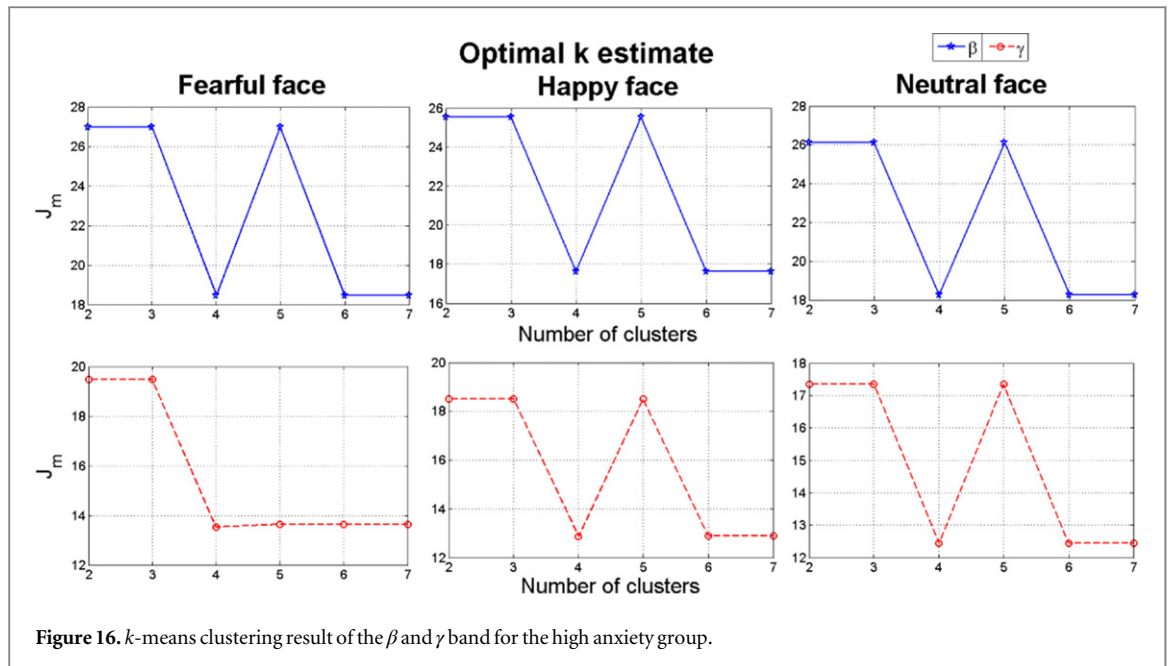 Optimal k estimate
β γ
Fearful face
Happy face
Neutral face
28
26
24
22
20
18
J_m
2 3 4 5 6 7
26
24
22
20
18
16
2 3 4 5 6 7
Number of clusters
28
26
24
22
20
18
2 3 4 5 6 7
20
18
16
14
12
J_m
2 3 4 5 6 7
20
18
16
14
12
2 3 4 5 6 7
Number of clusters
18
17
16
15
14
13
12
2 3 4 5 6 7
Figure 16. k-means clustering result of the β and γ band for the high anxiety group.